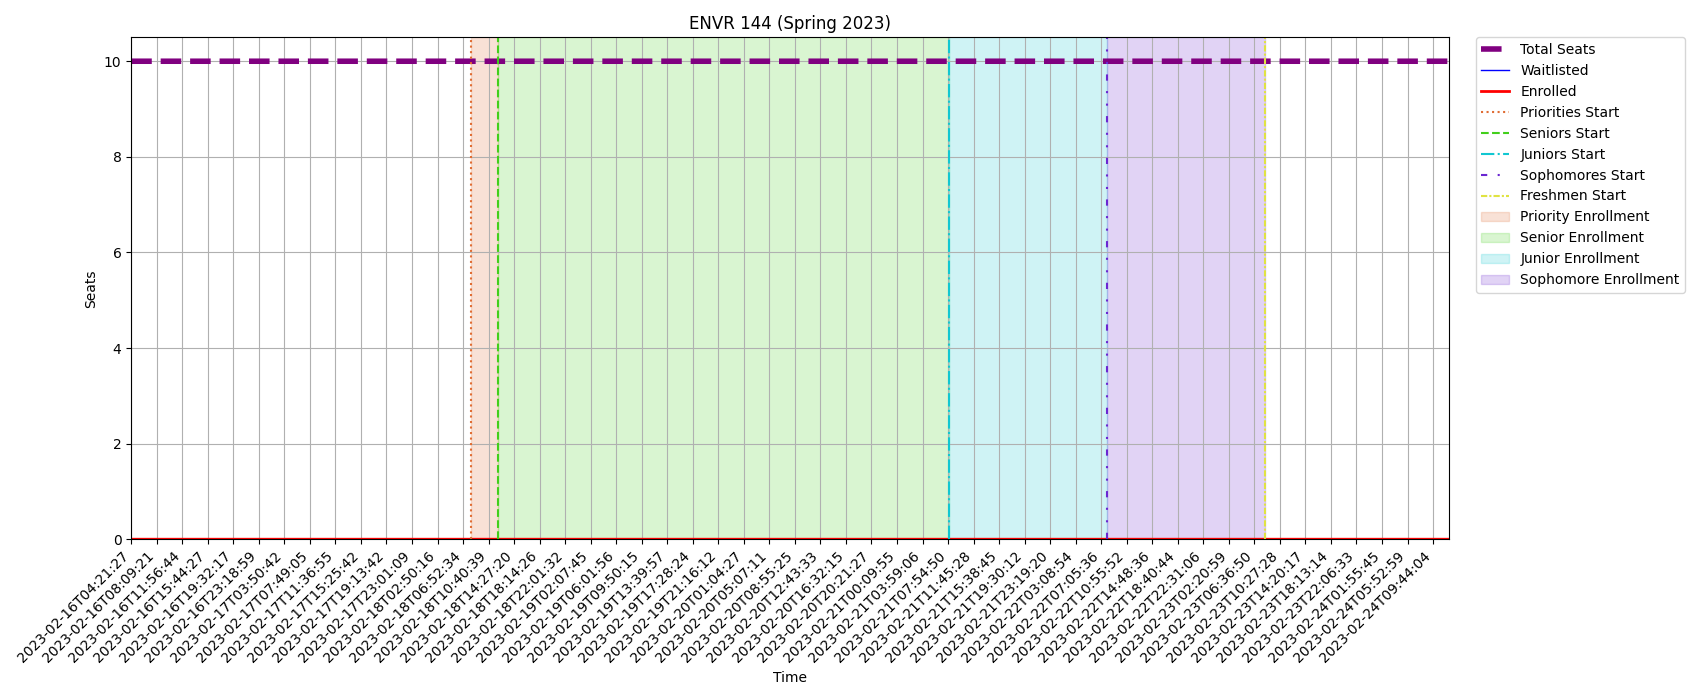 ENVR 144 (Spring 2023)
10
8
6
4
2
0
Seats
2023-02-16T04:21:27
2023-02-16T08:09:21
2023-02-16T11:56:44
2023-02-16T15:44:27
2023-02-16T19:32:17
2023-02-16T23:18:59
2023-02-17T03:50:42
2023-02-17T07:49:05
2023-02-17T11:36:55
2023-02-17T15:25:42
2023-02-17T19:13:42
2023-02-17T23:01:09
2023-02-18T02:50:16
2023-02-18T06:52:34
2023-02-18T10:40:39
2023-02-18T14:27:20
2023-02-18T18:14:26
2023-02-18T22:01:32
2023-02-19T02:07:45
2023-02-19T06:01:56
2023-02-19T09:50:15
2023-02-19T13:39:57
2023-02-19T17:28:24
2023-02-19T21:16:12
2023-02-20T01:04:27
2023-02-20T05:07:11
2023-02-20T08:55:25
2023-02-20T12:43:33
2023-02-20T16:32:15
2023-02-20T20:21:27
2023-02-21T00:09:55
2023-02-21T03:59:06
2023-02-21T07:54:50
2023-02-21T11:45:28
2023-02-21T15:38:45
2023-02-21T19:30:12
2023-02-21T23:19:20
2023-02-22T03:08:54
2023-02-22T07:05:36
2023-02-22T10:55:52
2023-02-22T14:48:36
2023-02-22T18:40:44
2023-02-22T22:31:06
2023-02-23T02:20:59
2023-02-23T06:36:50
2023-02-23T10:27:28
2023-02-23T14:20:17
2023-02-23T18:13:14
2023-02-23T22:06:33
2023-02-24T01:55:45
2023-02-24T05:52:59
2023-02-24T09:44:04
Time
Total Seats
Waitlisted
Enrolled
Priorities Start
Seniors Start
Juniors Start
Sophomores Start
Freshmen Start
Priority Enrollment
Senior Enrollment
Junior Enrollment
Sophomore Enrollment